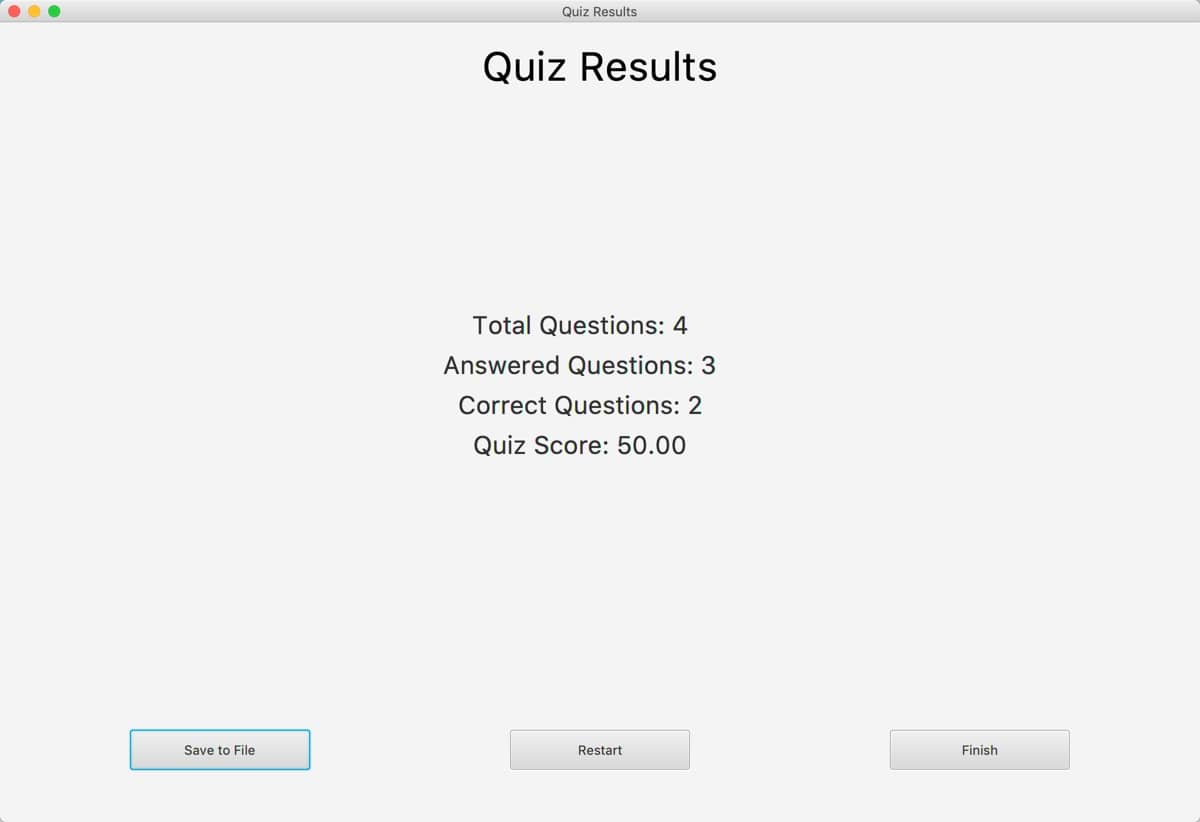 Quiz Results
Quiz Results
Total Questions: 4
Answered Questions: 3
Correct Questions: 2
Quiz Score: 50.00
Save to File
Restart
Finish